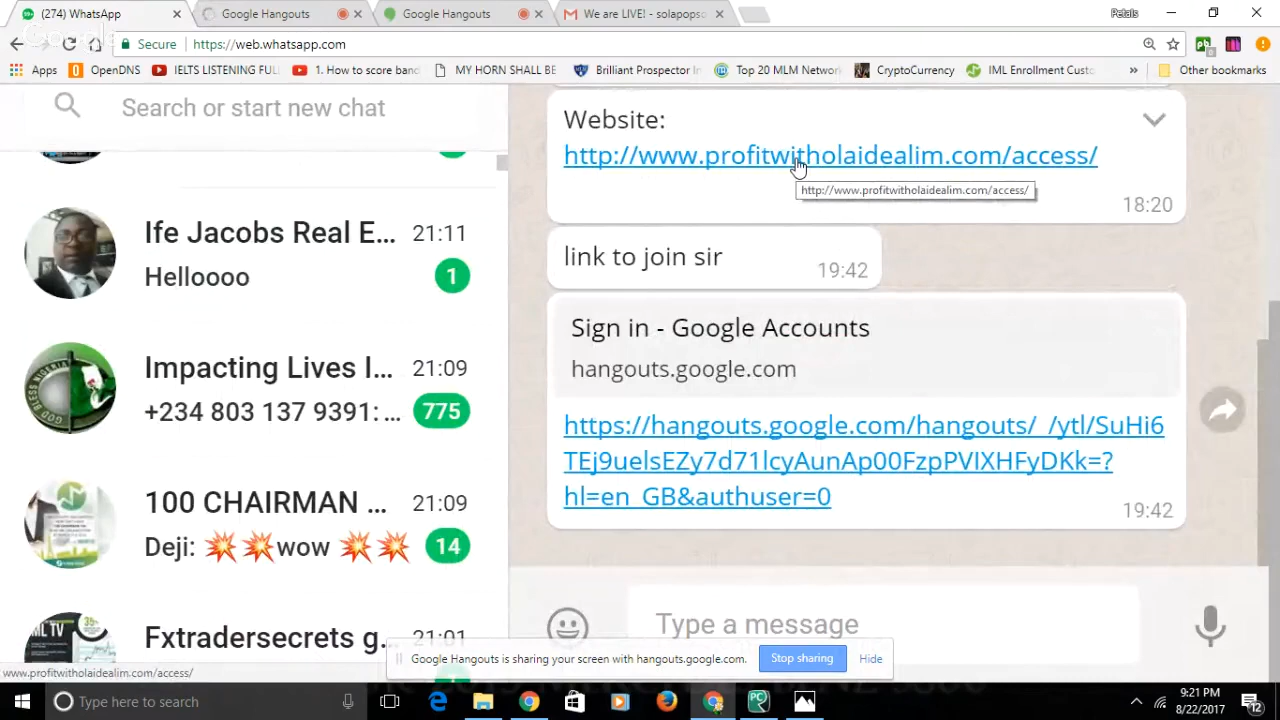 (274) WhatsApp
Google Hangouts
Google Hangouts
We are LIVE! - solapopso
Petals
Secure
https://web.whatsapp.com
Apps
OpenDNS
IELTS LISTENING FUL
1. How to score band
MY HORN SHALL BE
Brilliant Prospector In
Top 20 MLM Network
CryptoCurrency
IML Enrollment Custo
Other bookmarks
Search or start new chat
Ife Jacobs Real E... 21:11
Helloooo 1
Impacting Lives I... 21:09
+234 803 137 9391: ... 775
100 CHAIRMAN ... 21:09
Deji: 💥💥wow 💥💥 14
Fxtradersecrets g... 21:01
Website:
http://www.profitwitholaidealim.com/access/
http://www.profitwitholaidealim.com/access/
18:20
link to join sir
19:42
Sign in - Google Accounts
hangouts.google.com
https://hangouts.google.com/hangouts/_/ytl/SuHi6
TEj9uelsEZy7d71lcyAunAp00FzpPVIXHFyDKk=?
hl=en_GB&authuser=0
19:42
Type a message
Google Hangouts is sharing your screen with hangouts.google.com.
Stop sharing
Hide
www.profitwitholaidealim.com/access/
Type here to search
9:21 PM
8/22/2017
12